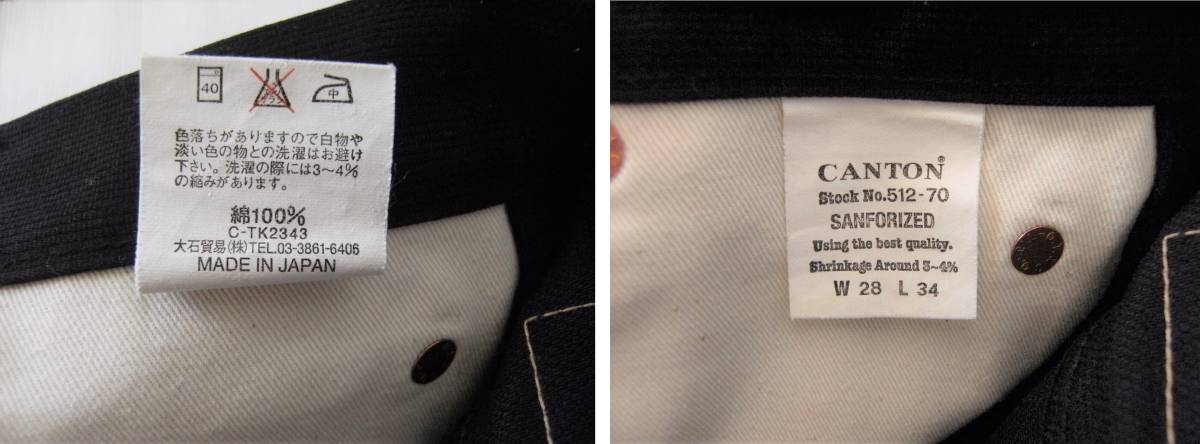 40
中
色落ちがありますので白物や
淡い色の物との洗濯はお避け
下さい。洗濯の際には3～4%
の縮みがあります。
綿100%
C-TK2343
大石貿易(株)TEL.03-3861-6406
MADE IN JAPAN
CANTON®
Stock No.512-70
SANFORIZED
Using the best quality.
Shrinkage Around 3~4%
W 28 L 34